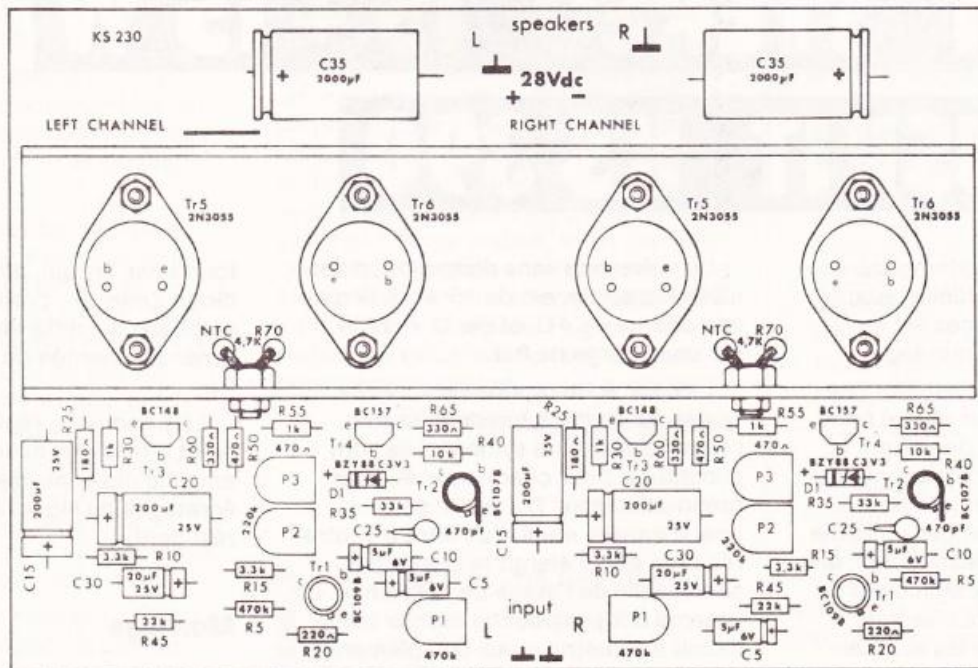 KS 230
speakers
L
R
C35
2000µF
+
28Vdc
+ -
C35
2000µF
+
LEFT CHANNEL
RIGHT CHANNEL
Tr5
2N3055
b e
c
Tr6
2N3055
c e
b
Tr5
2N3055
b e
c
Tr6
2N3055
c e
b
NTC R70
4,7K
NTC R70
4,7K
R25
180Ω
1k
R30
BC148
e c
b
Tr3
R60
330Ω
470Ω
R50
R55
1k
470Ω
BC157
e c
Tr4
b
R65
330Ω
R40
10k
BZY88C3V3
D1
Tr2
c b e
BC107B
R35
33k
200µF
25V
C15
C20
200µF
25V
P3
P2
220k
C25
470pF
5µF
6V
C10
3.3k
R10
C30
20µF
25V
3.3k
R15
Tr1
c b e
BC109B
5µF
6V
C5
470k
R5
22k
R45
220Ω
R20
P1
470k
input
L R
R25
180Ω
1k
R30
BC148
e c
b
Tr3
R60
330Ω
470Ω
R50
R55
1k
470Ω
BC157
e c
Tr4
b
R65
330Ω
R40
10k
BZY88C3V3
D1
Tr2
c b e
BC107B
R35
33k
200µF
25V
C15
C20
200µF
25V
P3
P2
220k
C25
470pF
R15
5µF
6V
C10
3.3k
R10
C30
20µF
25V
3.3k
470k
R5
R45
22k
Tr1
c b e
BC109B
5µF
6V
C5
220Ω
R20
P1
470k